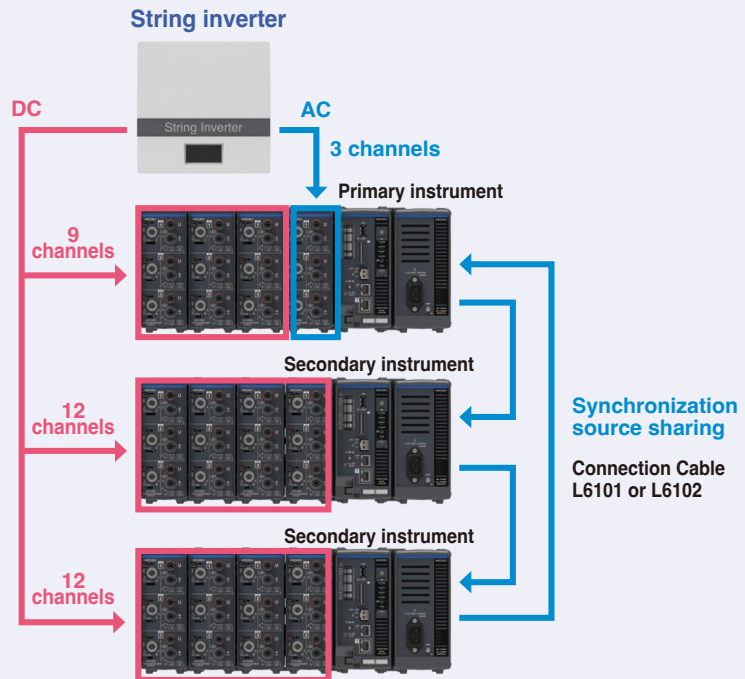 String inverter
DC
AC
String Inverter
3 channels
Primary instrument
9
channels
Secondary instrument
12
channels
Synchronization
source sharing
Connection Cable
L6101 or L6102
Secondary instrument
12
channels